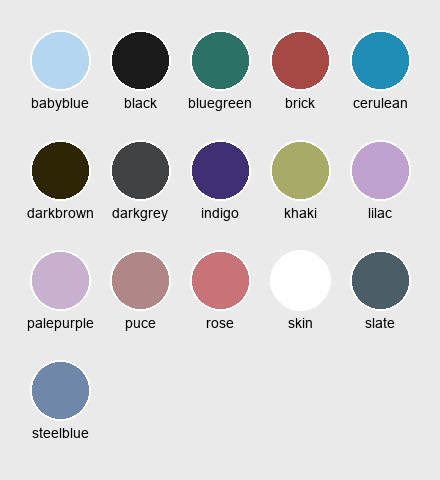 babyblue black bluegreen brick cerulean
darkbrown darkgrey indigo khaki lilac
palepurple puce rose skin slate
steelblue